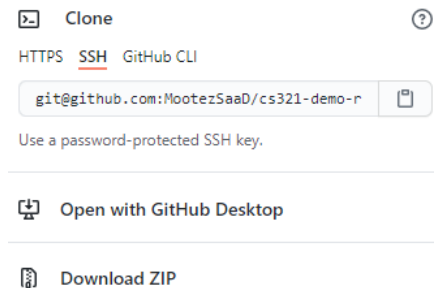 Clone
HTTPS SSH GitHub CLI
git@github.com:MootezSaaD/cs321-demo-r
Use a password-protected SSH key.
Open with GitHub Desktop
Download ZIP